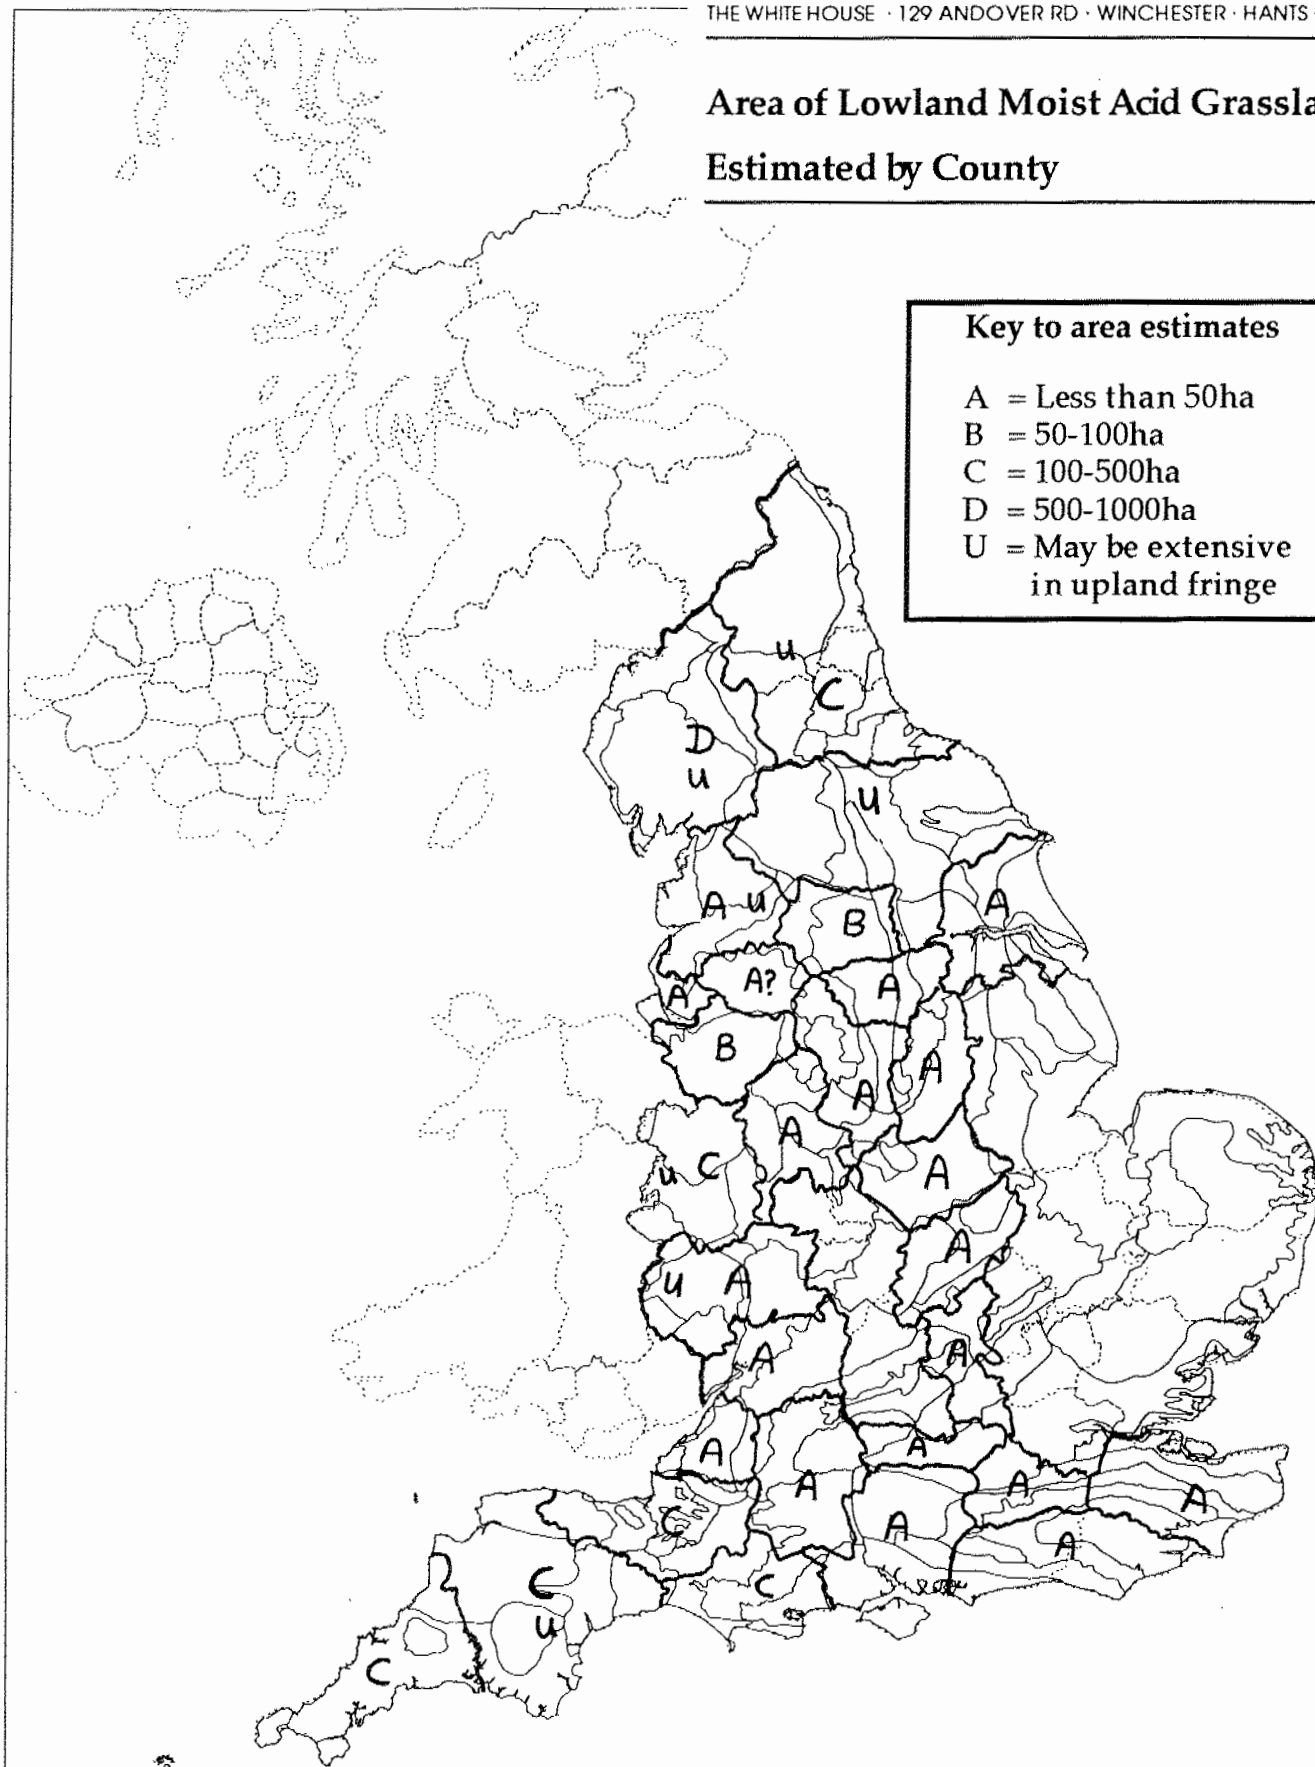 THE WHITE HOUSE · 129 ANDOVER RD · WINCHESTER · HANTS ·
Area of Lowland Moist Acid Grassla
Estimated by County
Key to area estimates
A = Less than 50ha
B = 50-100ha
C = 100-500ha
D = 500-1000ha
U = May be extensive
in upland fringe
U
C
D
U
U
A U
B
A
A
A?
A
B
A
A
A
U C
A
A
U A
A
A
A
A
A
A
A
C
A
A
C
C
U
C